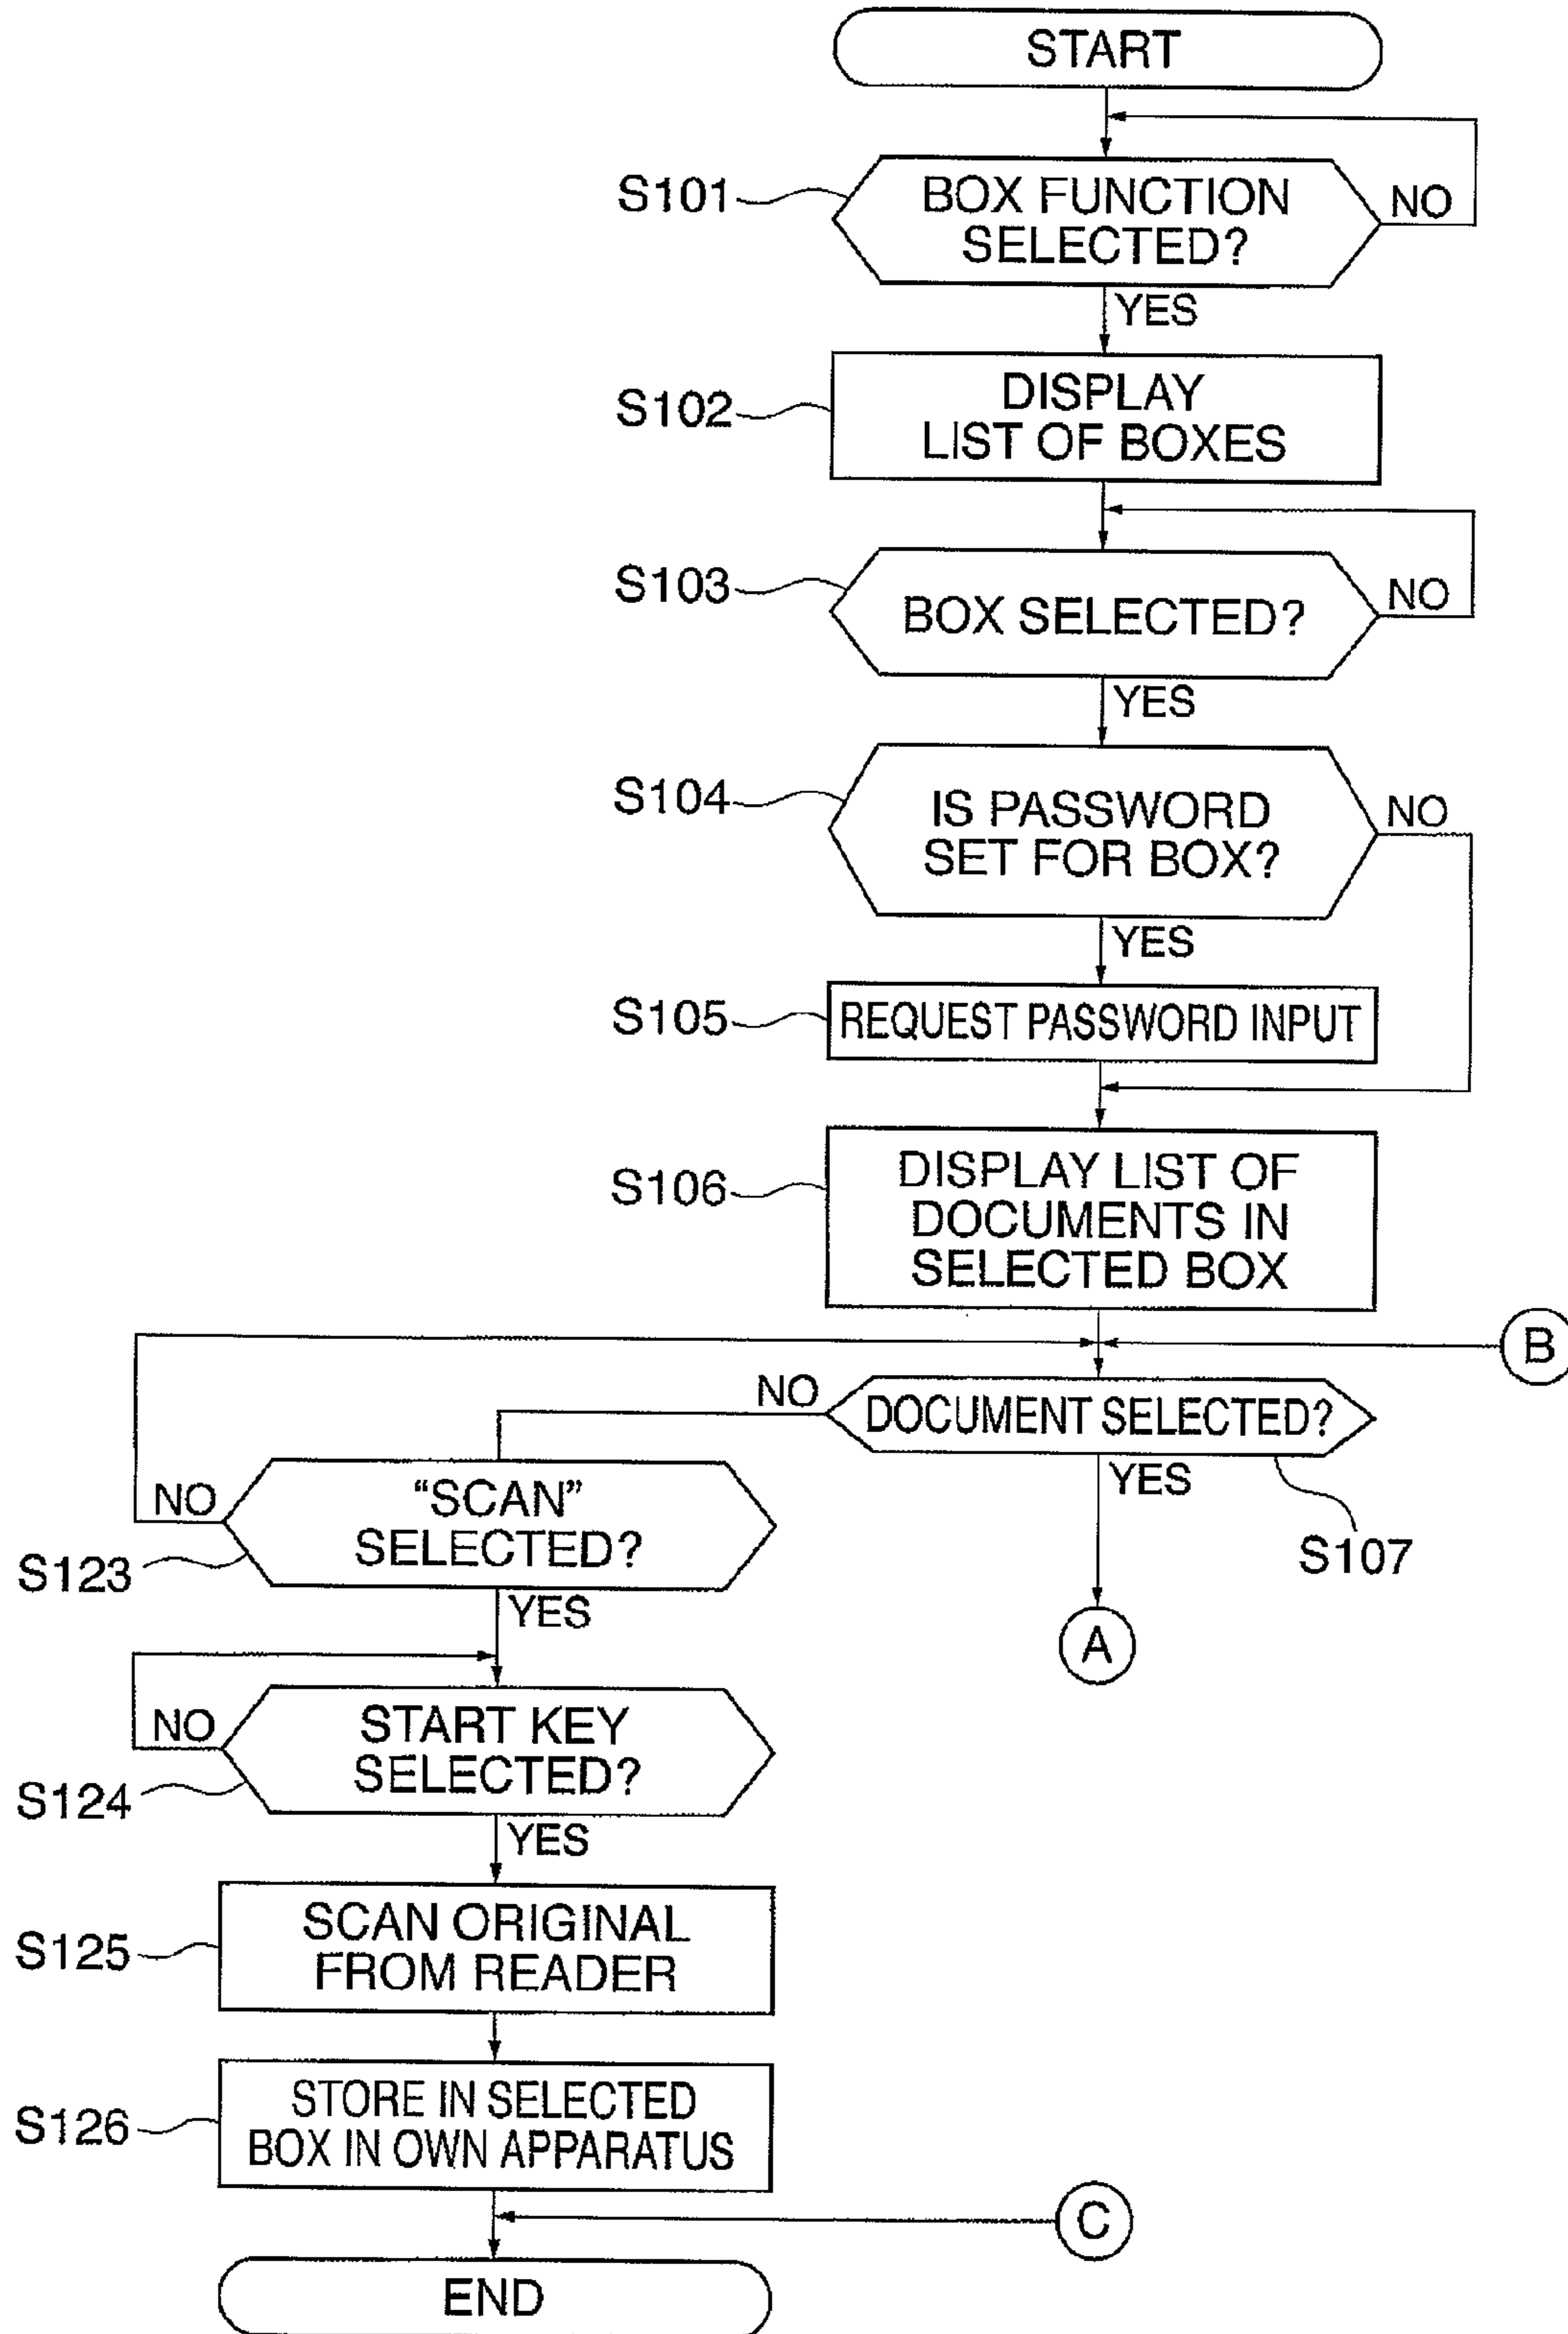 START
S101
BOX FUNCTION
SELECTED?
NO
YES
S102
DISPLAY
LIST OF BOXES
S103
BOX SELECTED?
NO
YES
S104
IS PASSWORD
SET FOR BOX?
NO
YES
S105
REQUEST PASSWORD INPUT
S106
DISPLAY LIST OF
DOCUMENTS IN
SELECTED BOX
B
NO
DOCUMENT SELECTED?
YES
S107
A
NO
“SCAN”
SELECTED?
S123
YES
NO
START KEY
SELECTED?
S124
YES
S125
SCAN ORIGINAL
FROM READER
S126
STORE IN SELECTED
BOX IN OWN APPARATUS
C
END